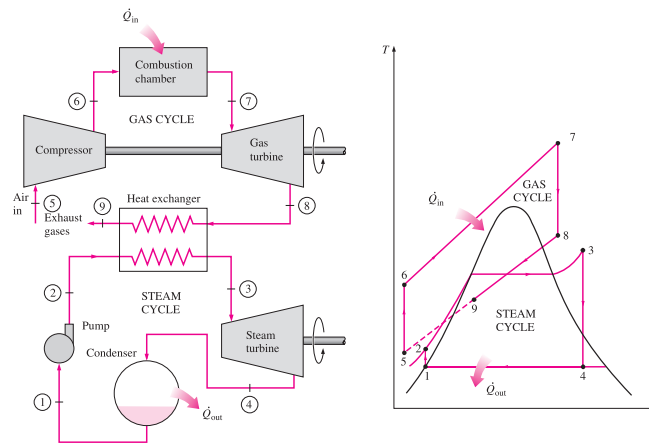 Q̇in
Combustion
chamber
6
7
GAS CYCLE
Compressor
Gas
turbine
Air
in
5
9
Exhaust
gases
Heat exchanger
8
2
3
STEAM
CYCLE
Pump
Condenser
Steam
turbine
1
Q̇out
4
T
7
GAS
CYCLE
Q̇in
8
3
6
9
STEAM
CYCLE
5
2
1
4
Q̇out